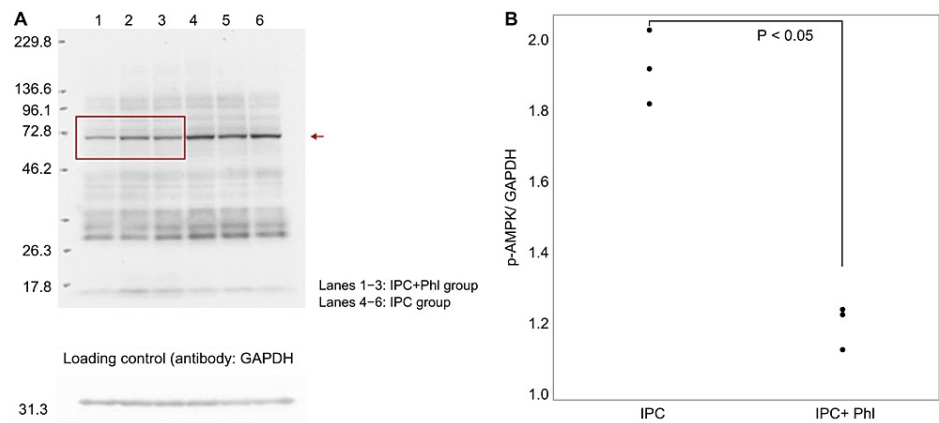 A
1 2 3 4 5 6
229.8
136.6
96.1
72.8
46.2
26.3
17.8
Lanes 1–3: IPC+PhI group
Lanes 4–6: IPC group
Loading control (antibody: GAPDH
31.3
B
P < 0.05
p-AMPK/ GAPDH
2.0
1.8
1.6
1.4
1.2
1.0
IPC
IPC+ PhI